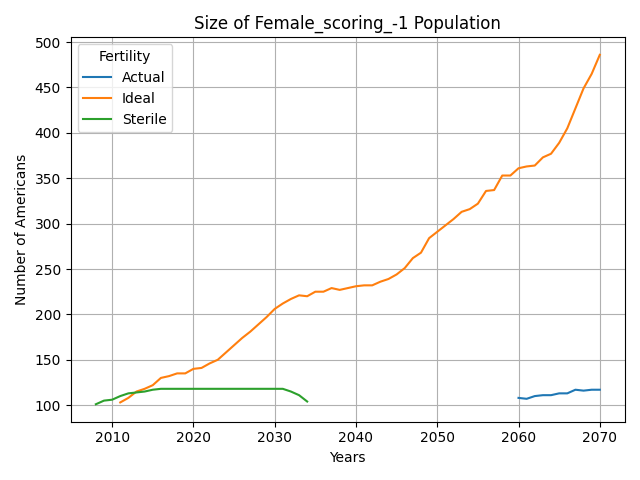 Size of Female_scoring_-1 Population
Number of Americans
500
450
400
350
300
250
200
150
100
Fertility
Actual
Ideal
Sterile
2010 2020 2030 2040 2050 2060 2070
Years